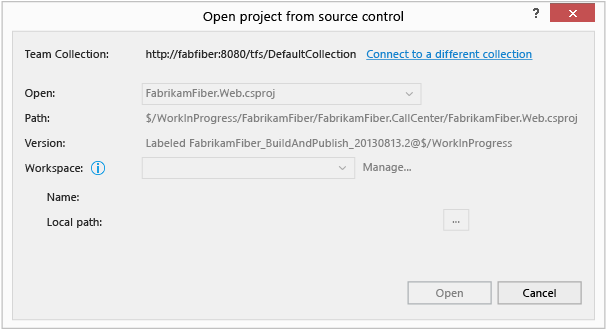 Open project from source control
?
Team Collection: http://fabfiber:8080/tfs/DefaultCollection Connect to a different collection
Open: FabrikamFiber.Web.csproj
Path: $/WorkInProgress/FabrikamFiber/FabrikamFiber.CallCenter/FabrikamFiber.Web.csproj
Version: Labeled FabrikamFiber_BuildAndPublish_20130813.2@$/WorkInProgress
Workspace: i Manage...
Name:
Local path: ...
Open Cancel